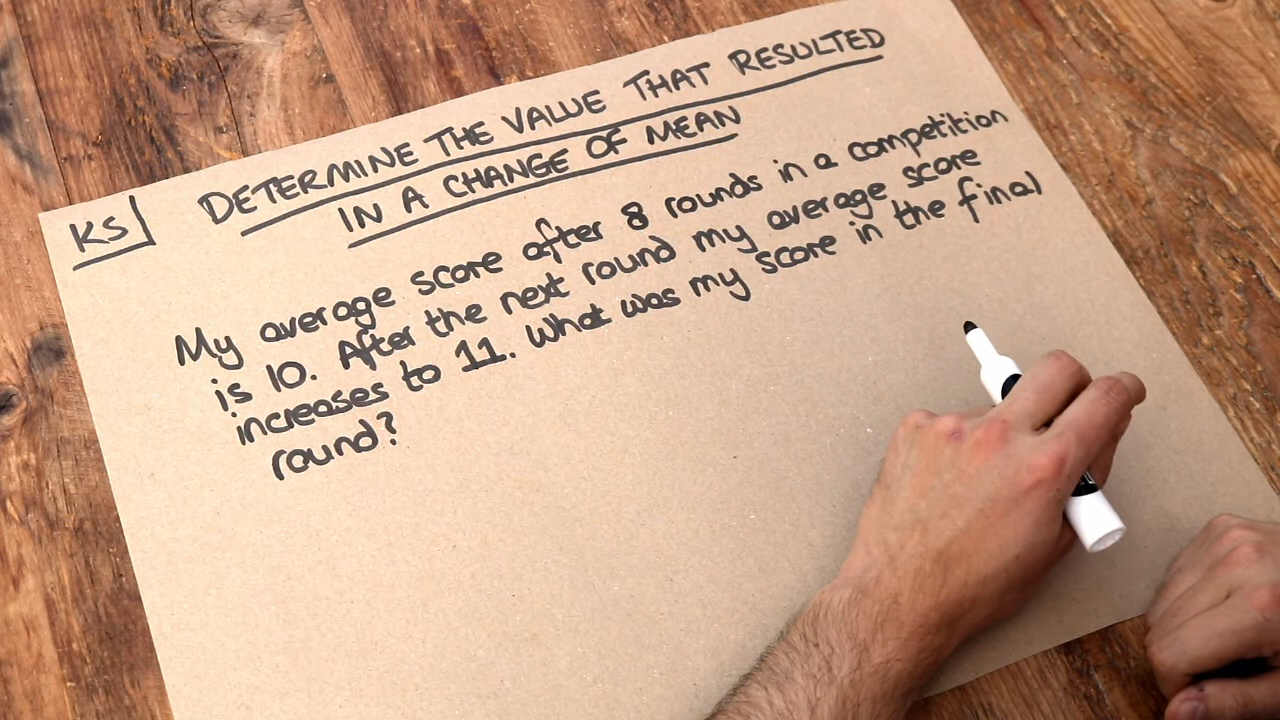 KS
DETERMINE THE VALUE THAT RESULTED
IN A CHANGE OF MEAN
My average score after 8 rounds in a competition
is 10. After the next round my average score
increases to 11. What was my score in the final
round?